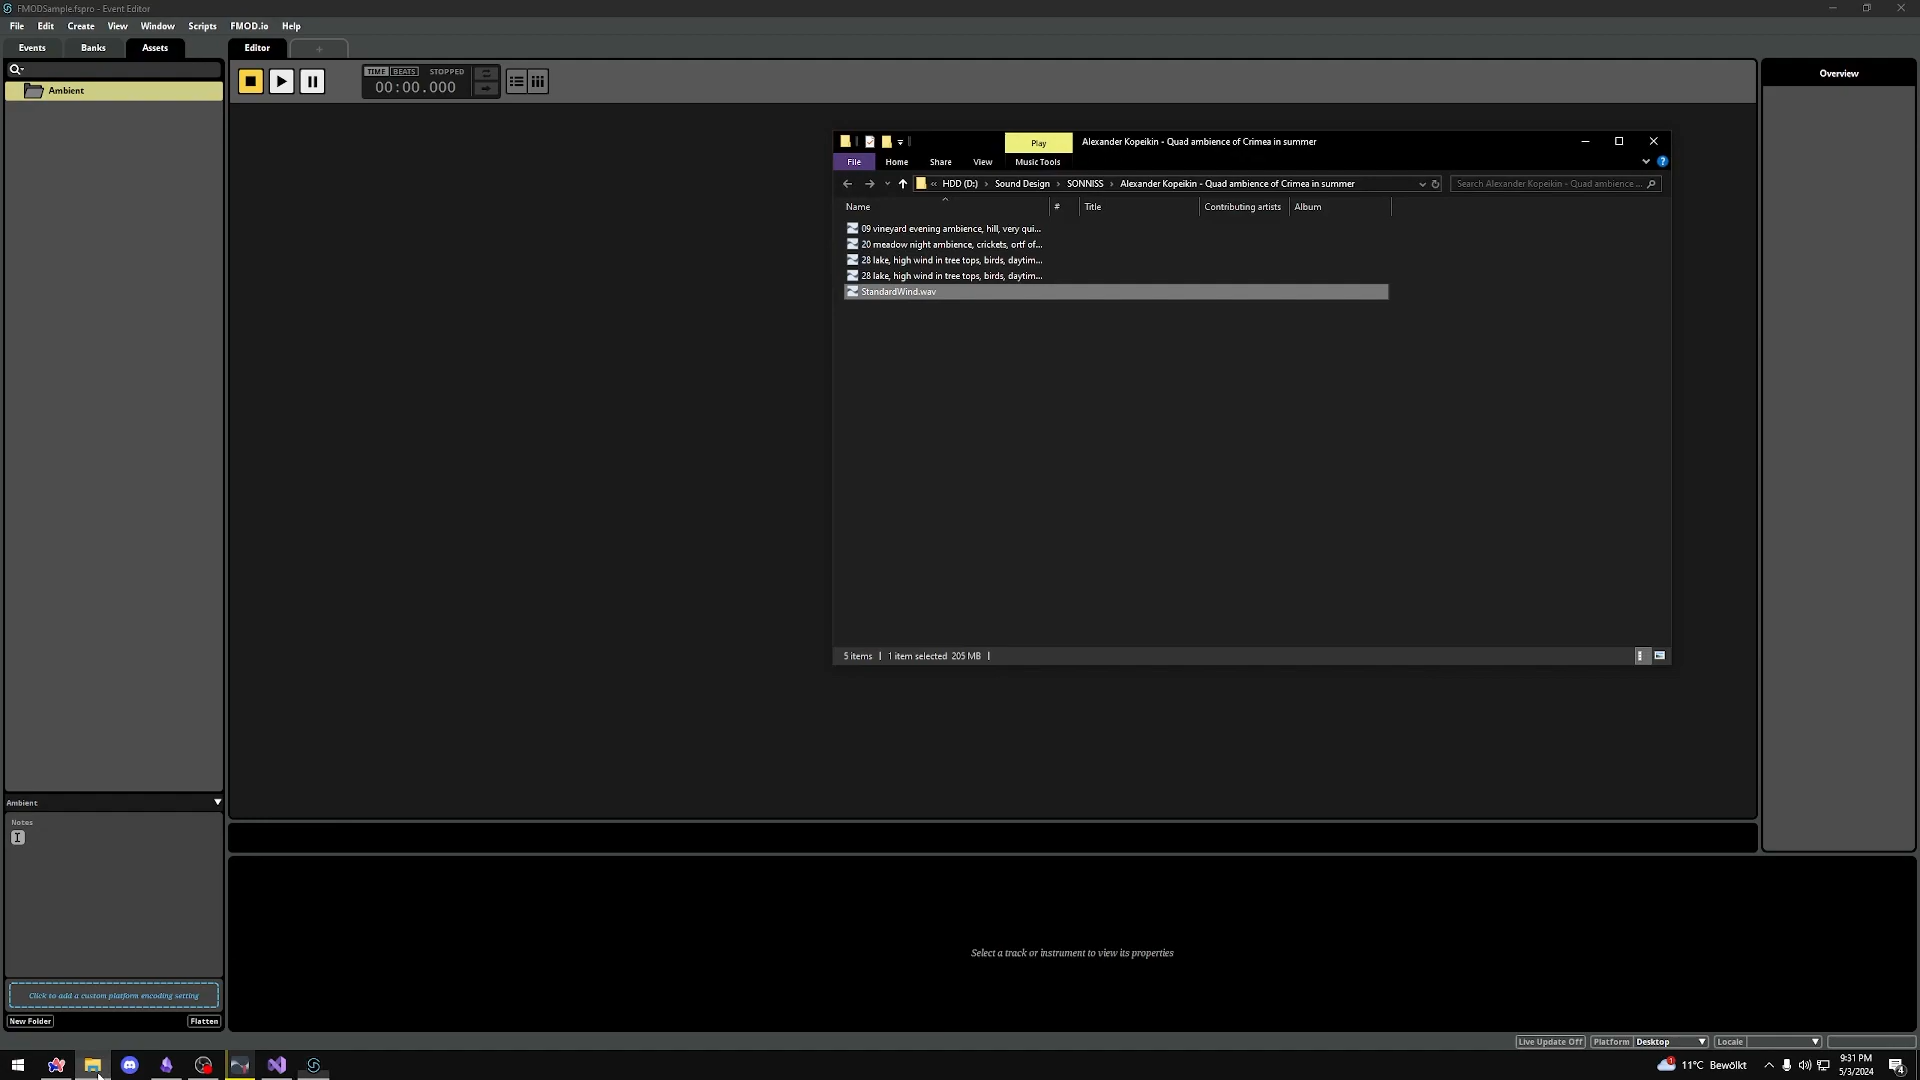 FMODSample.fspro - Event Editor
File Edit Create View Window Scripts FMOD.io Help
Events Banks Assets Editor +
Ambient
TIME BEATS STOPPED
00:00.000
Play Alexander Kopeikin - Quad ambience of Crimea in summer
File Home Share View Music Tools
« HDD (D:) › Sound Design › SONNISS › Alexander Kopeikin - Quad ambience of Crimea in summer
Search Alexander Kopeikin - Quad ambience ...
Name # Title Contributing artists Album
09 vineyard evening ambience, hill, very qui...
20 meadow night ambience, crickets, ortf of...
28 lake, high wind in tree tops, birds, daytim...
28 lake, high wind in tree tops, birds, daytim...
StandardWind.wav
5 items | 1 item selected 205 MB |
Overview
Ambient
Notes
Select a track or instrument to view its properties
Click to add a custom platform encoding setting
New Folder Flatten
Live Update Off Platform Desktop Locale
1 11°C Bewölkt 9:31 PM
5/3/2024 4